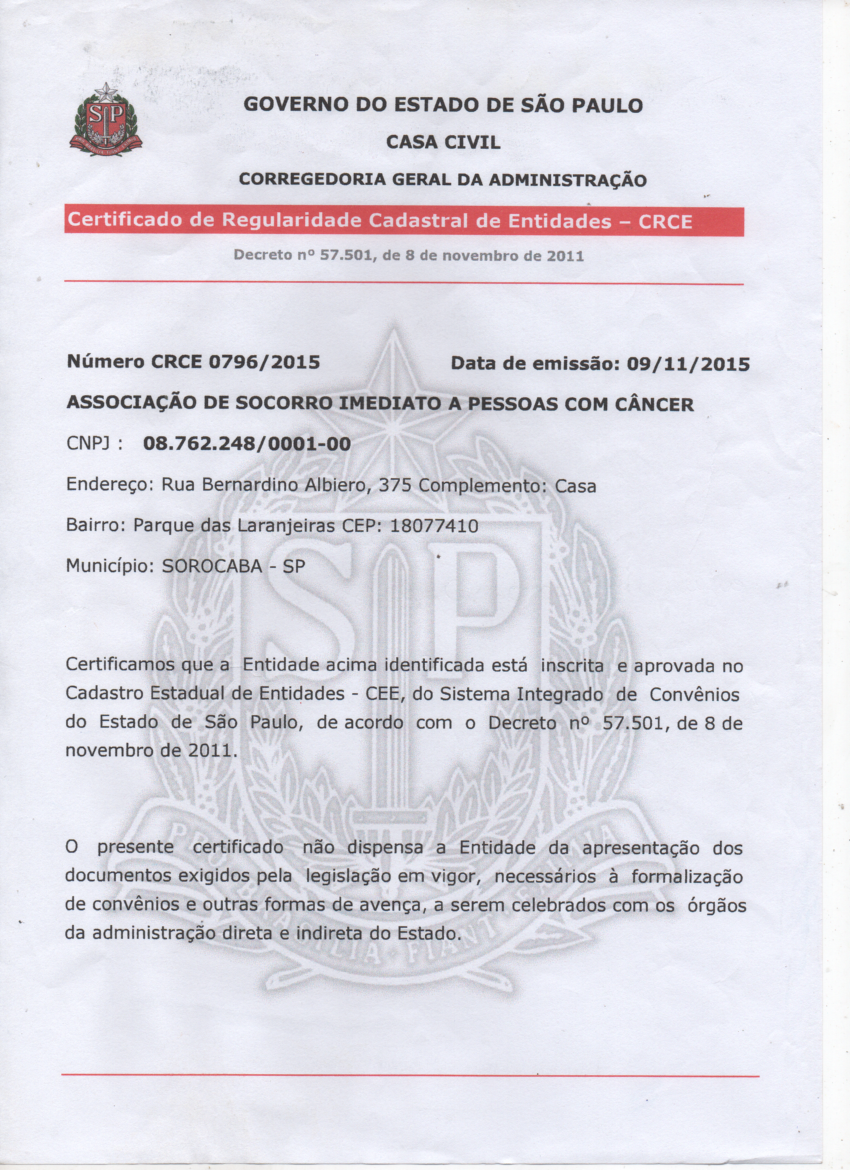 GOVERNO DO ESTADO DE SÃO PAULO
CASA CIVIL
CORREGEDORIA GERAL DA ADMINISTRAÇÃO
Certificado de Regularidade Cadastral de Entidades – CRCE
Decreto nº 57.501, de 8 de novembro de 2011
Número CRCE 0796/2015 Data de emissão: 09/11/2015
ASSOCIAÇÃO DE SOCORRO IMEDIATO A PESSOAS COM CÂNCER
CNPJ : 08.762.248/0001-00
Endereço: Rua Bernardino Albiero, 375 Complemento: Casa
Bairro: Parque das Laranjeiras CEP: 18077410
Município: SOROCABA - SP
Certificamos que a Entidade acima identificada está inscrita e aprovada no
Cadastro Estadual de Entidades - CEE, do Sistema Integrado de Convênios
do Estado de São Paulo, de acordo com o Decreto nº 57.501, de 8 de
novembro de 2011.
O presente certificado não dispensa a Entidade da apresentação dos
documentos exigidos pela legislação em vigor, necessários à formalização
de convênios e outras formas de avença, a serem celebrados com os órgãos
da administração direta e indireta do Estado.
SP